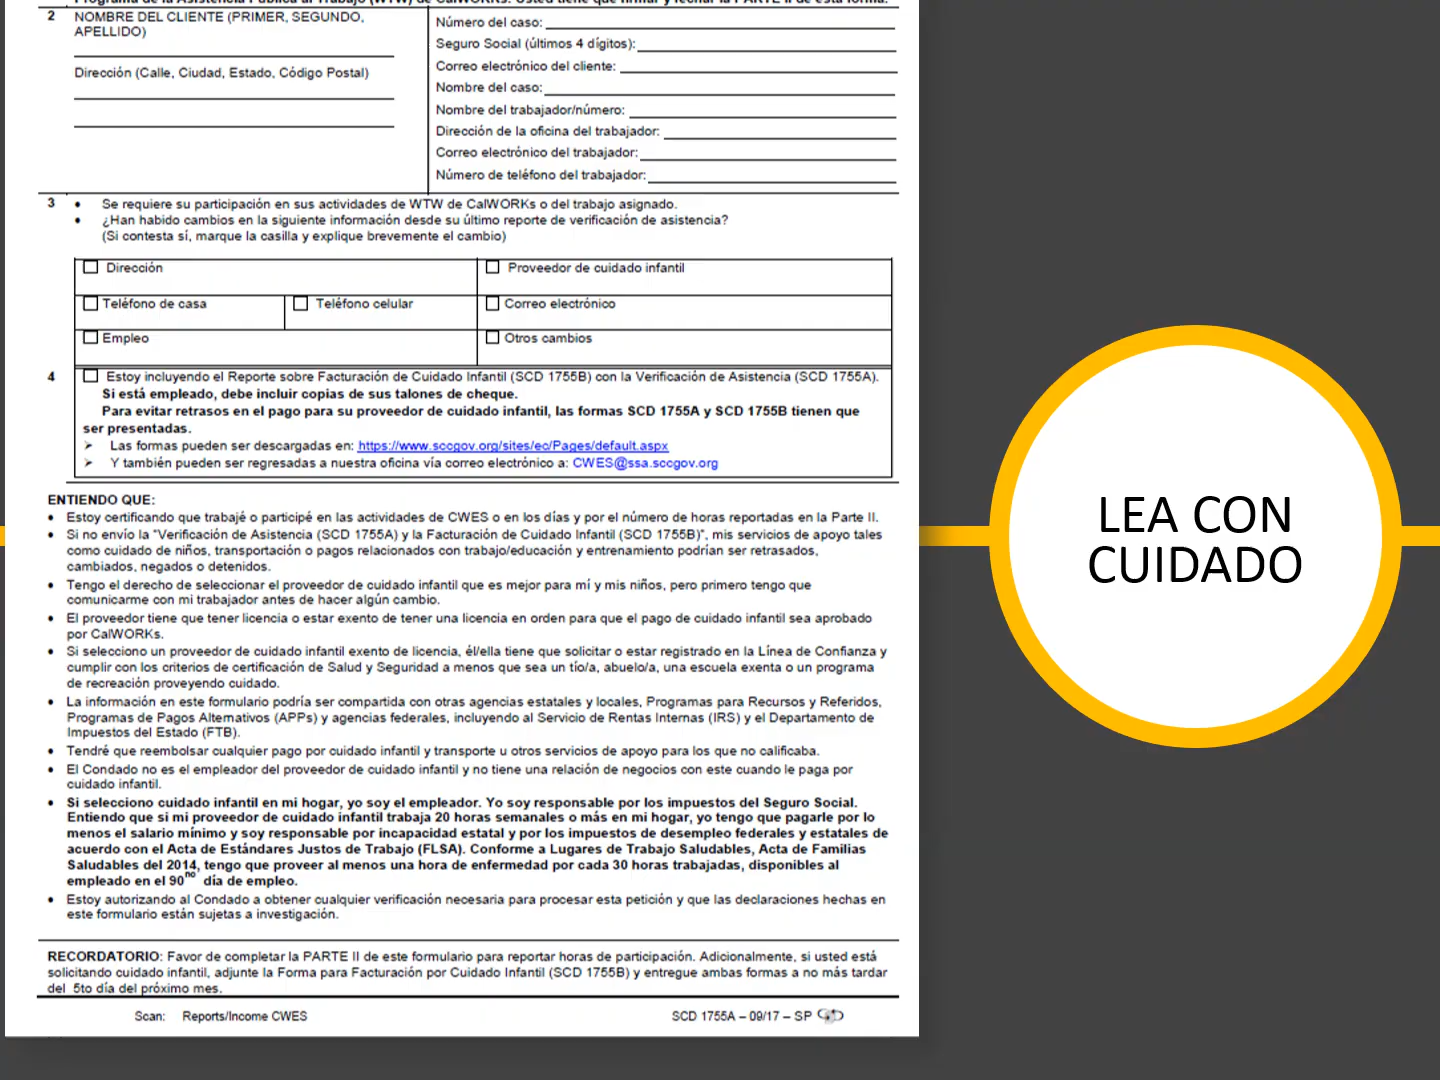 Programa de la Asistencia Pública al Trabajo (WTW) de CalWORKs. Usted tiene que firmar y fechar la PARTE II de esta forma.
2 NOMBRE DEL CLIENTE (PRIMER, SEGUNDO,
APELLIDO)
Dirección (Calle, Ciudad, Estado, Código Postal)
Número del caso:
Seguro Social (últimos 4 dígitos):
Correo electrónico del cliente:
Nombre del caso:
Nombre del trabajador/número:
Dirección de la oficina del trabajador:
Correo electrónico del trabajador:
Número de teléfono del trabajador:
3 • Se requiere su participación en sus actividades de WTW de CalWORKs o del trabajo asignado.
• ¿Han habido cambios en la siguiente información desde su último reporte de verificación de asistencia?
(Si contesta sí, marque la casilla y explique brevemente el cambio)
☐ Dirección ☐ Proveedor de cuidado infantil
☐ Teléfono de casa ☐ Teléfono celular ☐ Correo electrónico
☐ Empleo ☐ Otros cambios
4 ☐ Estoy incluyendo el Reporte sobre Facturación de Cuidado Infantil (SCD 1755B) con la Verificación de Asistencia (SCD 1755A).
Si está empleado, debe incluir copias de sus talones de cheque.
Para evitar retrasos en el pago para su proveedor de cuidado infantil, las formas SCD 1755A y SCD 1755B tienen que
ser presentadas.
➢ Las formas pueden ser descargadas en: https://www.sccgov.org/sites/ec/Pages/default.aspx
➢ Y también pueden ser regresadas a nuestra oficina vía correo electrónico a: CWES@ssa.sccgov.org
ENTIENDO QUE:
• Estoy certificando que trabajé o participé en las actividades de CWES o en los días y por el número de horas reportadas en la Parte II.
• Si no envío la "Verificación de Asistencia (SCD 1755A) y la Facturación de Cuidado Infantil (SCD 1755B)", mis servicios de apoyo tales
como cuidado de niños, transportación o pagos relacionados con trabajo/educación y entrenamiento podrían ser retrasados,
cambiados, negados o detenidos.
• Tengo el derecho de seleccionar el proveedor de cuidado infantil que es mejor para mí y mis niños, pero primero tengo que
comunicarme con mi trabajador antes de hacer algún cambio.
• El proveedor tiene que tener licencia o estar exento de tener una licencia en orden para que el pago de cuidado infantil sea aprobado
por CalWORKs.
• Si selecciono un proveedor de cuidado infantil exento de licencia, él/ella tiene que solicitar o estar registrado en la Línea de Confianza y
cumplir con los criterios de certificación de Salud y Seguridad a menos que sea un tío/a, abuelo/a, una escuela exenta o un programa
de recreación proveyendo cuidado.
• La información en este formulario podría ser compartida con otras agencias estatales y locales, Programas para Recursos y Referidos,
Programas de Pagos Alternativos (APPs) y agencias federales, incluyendo al Servicio de Rentas Internas (IRS) y el Departamento de
Impuestos del Estado (FTB).
• Tendré que reembolsar cualquier pago por cuidado infantil y transporte u otros servicios de apoyo para los que no calificaba.
• El Condado no es el empleador del proveedor de cuidado infantil y no tiene una relación de negocios con este cuando le paga por
cuidado infantil.
• Si selecciono cuidado infantil en mi hogar, yo soy el empleador. Yo soy responsable por los impuestos del Seguro Social.
Entiendo que si mi proveedor de cuidado infantil trabaja 20 horas semanales o más en mi hogar, yo tengo que pagarle por lo
menos el salario mínimo y soy responsable por incapacidad estatal y por los impuestos de desempleo federales y estatales de
acuerdo con el Acta de Estándares Justos de Trabajo (FLSA). Conforme a Lugares de Trabajo Saludables, Acta de Familias
Saludables del 2014, tengo que proveer al menos una hora de enfermedad por cada 30 horas trabajadas, disponibles al
empleado en el 90no día de empleo.
• Estoy autorizando al Condado a obtener cualquier verificación necesaria para procesar esta petición y que las declaraciones hechas en
este formulario están sujetas a investigación.
RECORDATORIO: Favor de completar la PARTE II de este formulario para reportar horas de participación. Adicionalmente, si usted está
solicitando cuidado infantil, adjunte la Forma para Facturación por Cuidado Infantil (SCD 1755B) y entregue ambas formas a no más tardar
del 5to día del próximo mes.
Scan: Reports/Income CWES SCD 1755A – 09/17 – SP
LEA CON
CUIDADO